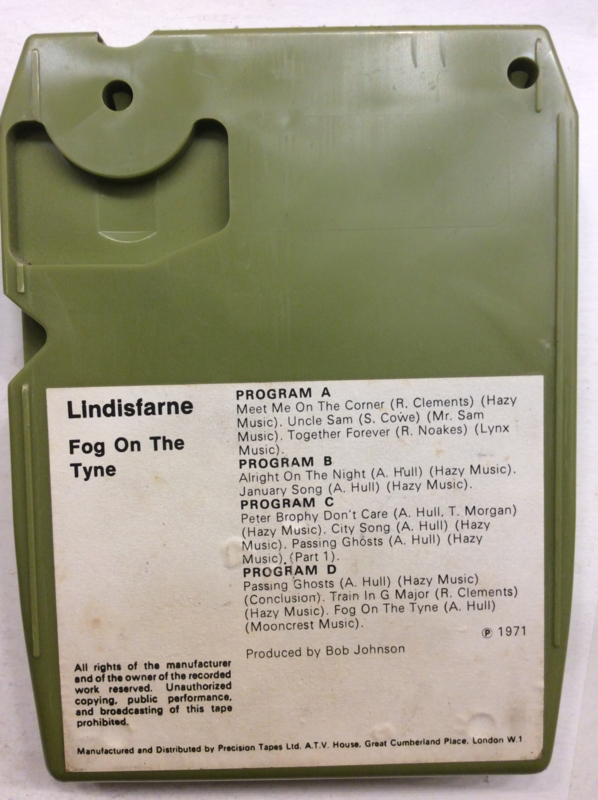 Lindisfarne
Fog On The
Tyne
PROGRAM A
Meet Me On The Corner (R. Clements) (Hazy
Music). Uncle Sam (S. Cowe) (Mr. Sam
Music). Together Forever (R. Noakes) (Lynx
Music).
PROGRAM B
Alright On The Night (A. Hull) (Hazy Music).
January Song (A. Hull) (Hazy Music).
PROGRAM C
Peter Brophy Don't Care (A. Hull, T. Morgan)
(Hazy Music). City Song (A. Hull) (Hazy
Music). Passing Ghosts (A. Hull) (Hazy
Music). (Part 1).
PROGRAM D
Passing Ghosts (A. Hull) (Hazy Music)
(Conclusion). Train In G Major (R. Clements)
(Hazy Music). Fog On The Tyne (A. Hull)
(Mooncrest Music).
℗ 1971
Produced by Bob Johnson
All rights of the manufacturer
and of the owner of the recorded
work reserved. Unauthorized
copying, public performance,
and broadcasting of this tape
prohibited.
Manufactured and Distributed by Precision Tapes Ltd. A.T.V. House, Great Cumberland Place, London W.1